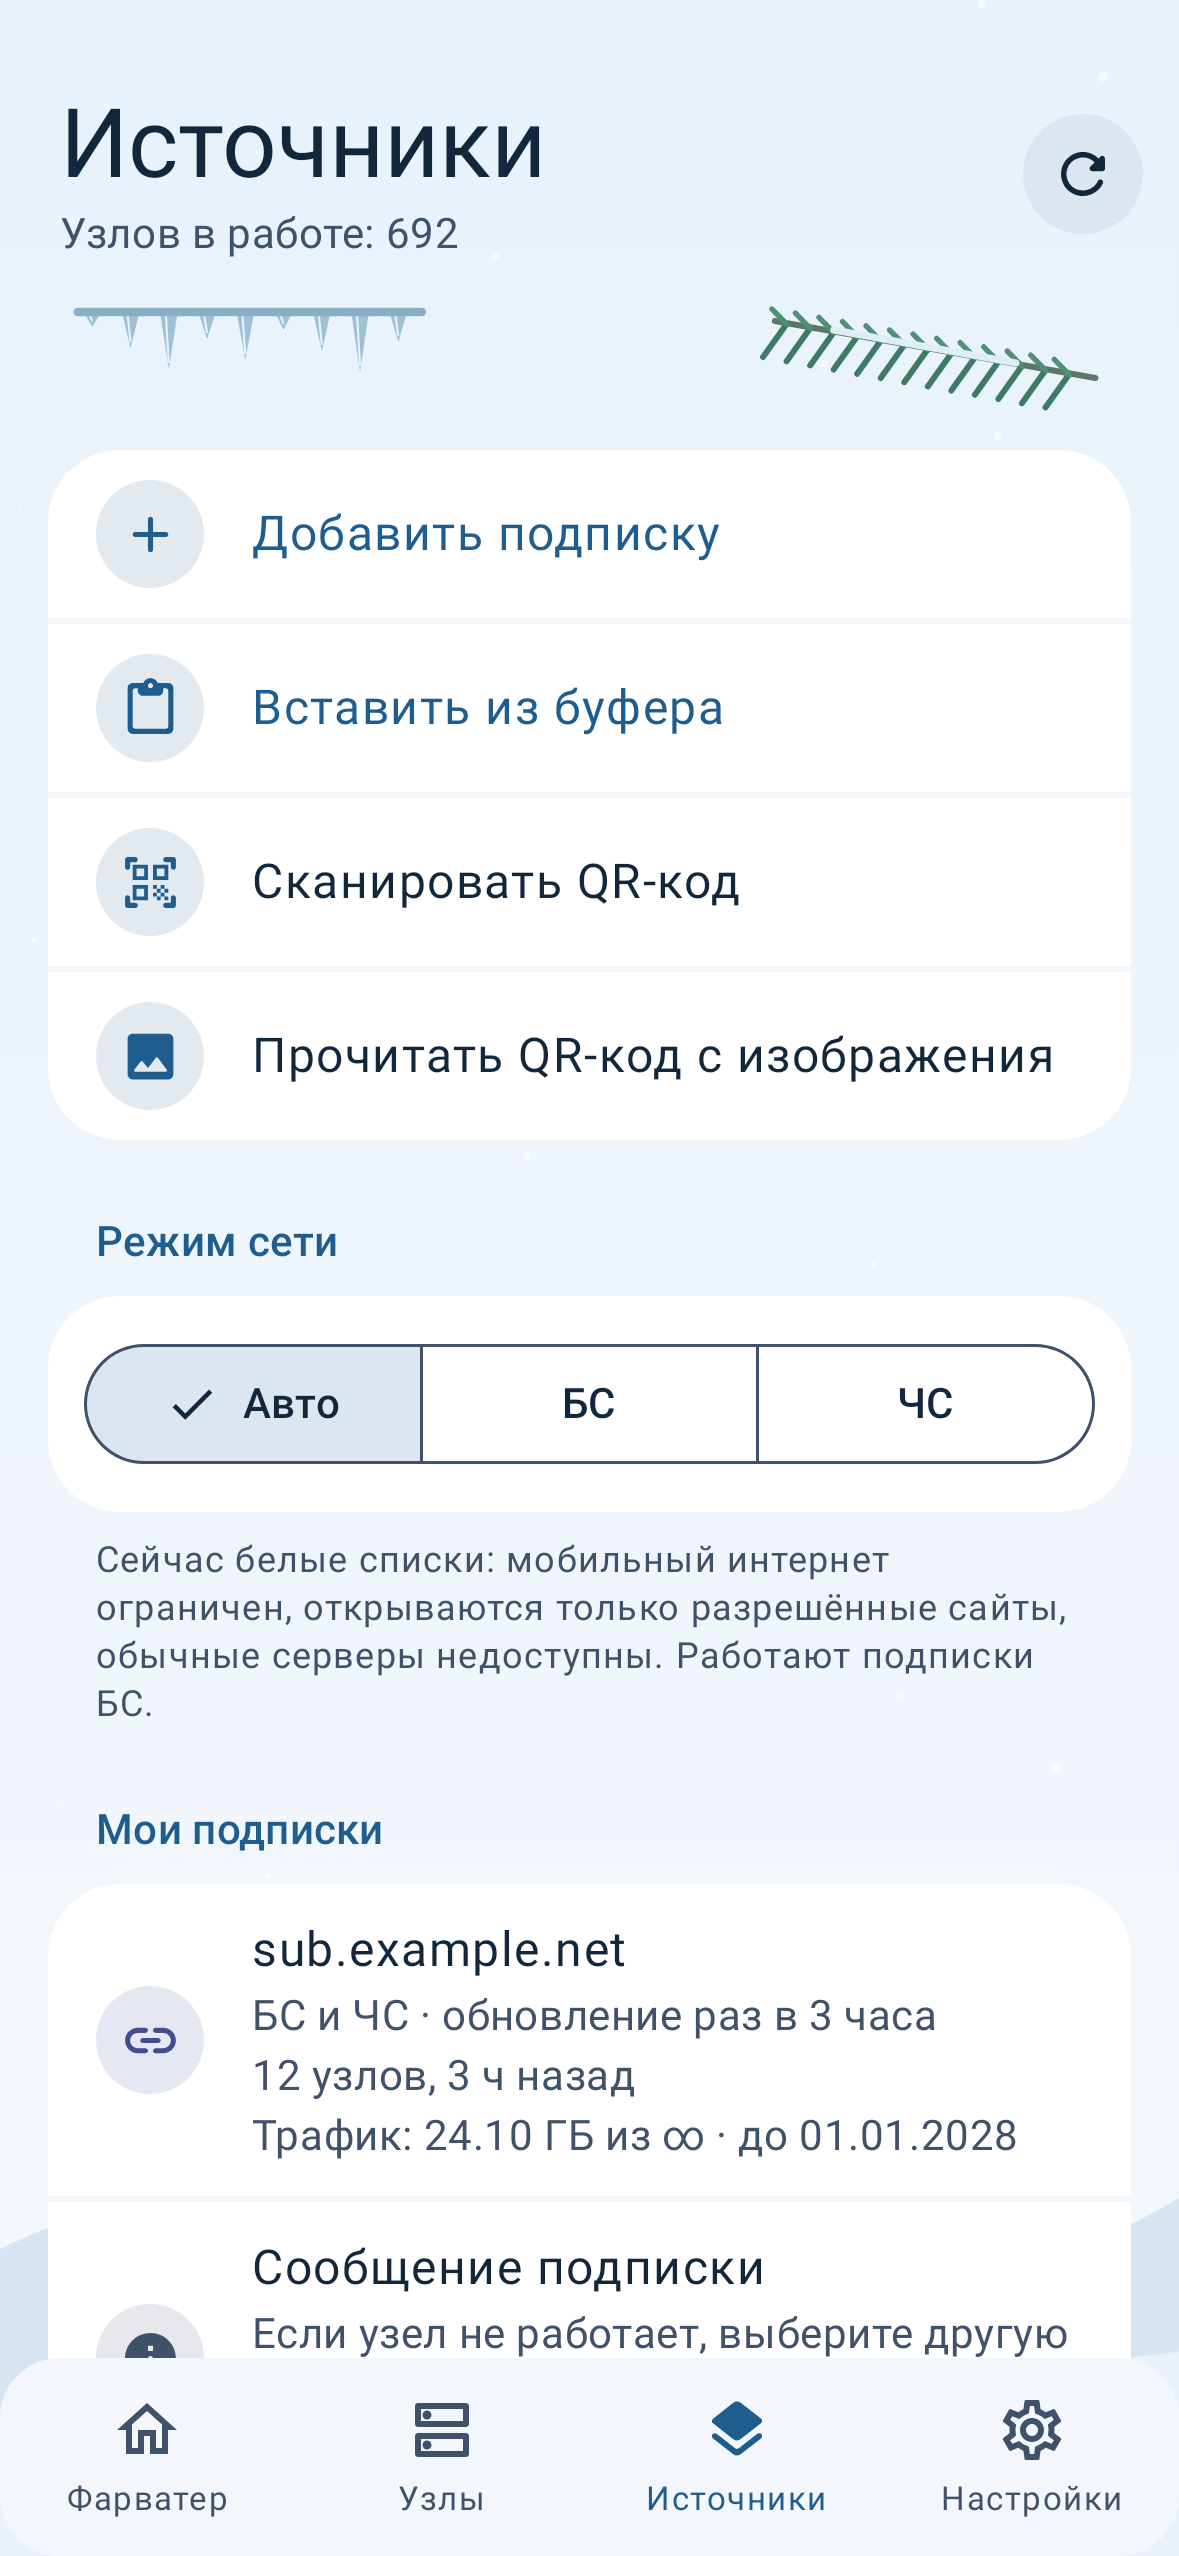 Источники
Узлов в работе: 692
Добавить подписку
Вставить из буфера
Сканировать QR-код
Прочитать QR-код с изображения
Режим сети
Авто
БС
ЧС
Сейчас белые списки: мобильный интернет
ограничен, открываются только разрешённые сайты,
обычные серверы недоступны. Работают подписки
БС.
Мои подписки
sub.example.net
БС и ЧС · обновление раз в 3 часа
12 узлов, 3 ч назад
Трафик: 24.10 ГБ из ∞ · до 01.01.2028
Сообщение подписки
Если узел не работает, выберите другую
Фарватер
Узлы
Источники
Настройки